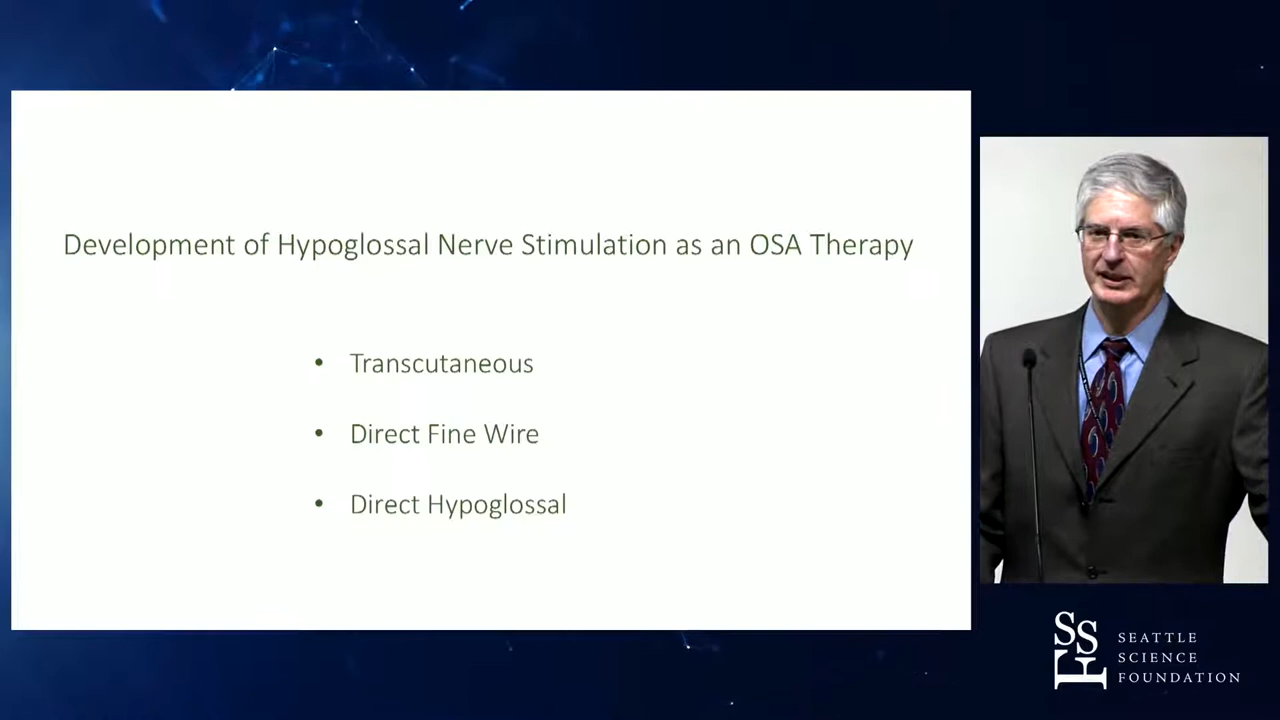 Development of Hypoglossal Nerve Stimulation as an OSA Therapy
• Transcutaneous
• Direct Fine Wire
• Direct Hypoglossal
SSF
SEATTLE
SCIENCE
FOUNDATION